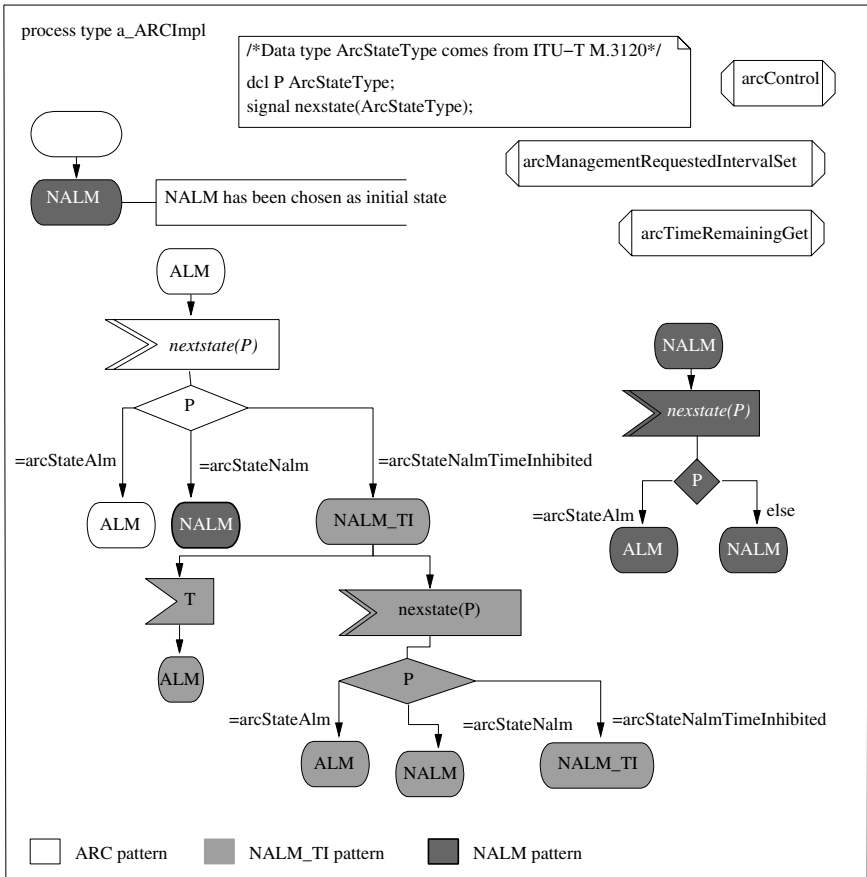 process type a_ARCImpl
/*Data type ArcStateType comes from ITU−T M.3120*/
dcl P ArcStateType;
signal nexstate(ArcStateType);
arcControl
NALM
NALM has been chosen as initial state
arcManagementRequestedIntervalSet
arcTimeRemainingGet
ALM
nextstate(P)
P
=arcStateAlm
=arcStateNalm
=arcStateNalmTimeInhibited
ALM
NALM
NALM_TI
NALM
nexstate(P)
P
=arcStateAlm
else
ALM
NALM
T
ALM
nexstate(P)
P
=arcStateAlm
=arcStateNalm
=arcStateNalmTimeInhibited
ALM
NALM
NALM_TI
ARC pattern
NALM_TI pattern
NALM pattern